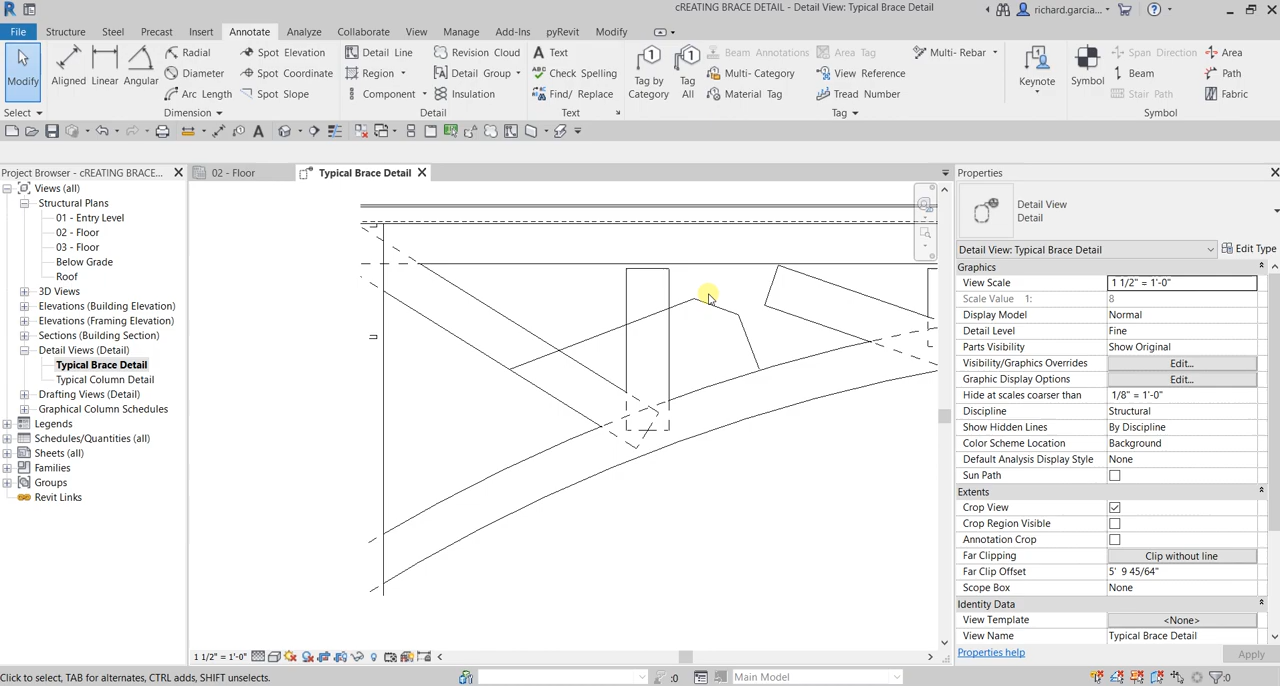 cREATING BRACE DETAIL - Detail View: Typical Brace Detail
richard.garcia...
File Structure Steel Precast Insert Annotate Analyze Collaborate View Manage Add-Ins pyRevit Modify
Modify
Select
Aligned Linear Angular
Radial
Diameter
Arc Length
Spot Elevation
Spot Coordinate
Spot Slope
Dimension
Detail Line
Region
Component
Revision Cloud
Detail Group
Insulation
Detail
A Text
ABC Check Spelling
Find/ Replace
Text
Tag by Category
Tag All
Beam Annotations
Multi- Category
Material Tag
Area Tag
View Reference
Tread Number
Multi- Rebar
Tag
Keynote
Symbol
Span Direction
Beam
Stair Path
Area
Path
Fabric
Symbol
Project Browser - cREATING BRACE...
02 - Floor
Typical Brace Detail
Properties
Views (all)
Structural Plans
01 - Entry Level
02 - Floor
03 - Floor
Below Grade
Roof
3D Views
Elevations (Building Elevation)
Elevations (Framing Elevation)
Sections (Building Section)
Detail Views (Detail)
Typical Brace Detail
Typical Column Detail
Drafting Views (Detail)
Graphical Column Schedules
Legends
Schedules/Quantities (all)
Sheets (all)
Families
Groups
Revit Links
Detail View
Detail
Detail View: Typical Brace Detail
Edit Type
Graphics
View Scale 1 1/2" = 1'-0"
Scale Value 1: 8
Display Model Normal
Detail Level Fine
Parts Visibility Show Original
Visibility/Graphics Overrides Edit...
Graphic Display Options Edit...
Hide at scales coarser than 1/8" = 1'-0"
Discipline Structural
Show Hidden Lines By Discipline
Color Scheme Location Background
Default Analysis Display Style None
Sun Path
Extents
Crop View
Crop Region Visible
Annotation Crop
Far Clipping Clip without line
Far Clip Offset 5' 9 45/64"
Scope Box None
Identity Data
View Template <None>
View Name Typical Brace Detail
Properties help
Apply
1 1/2" = 1'-0"
Click to select, TAB for alternates, CTRL adds, SHIFT unselects.
:0
Main Model
:0